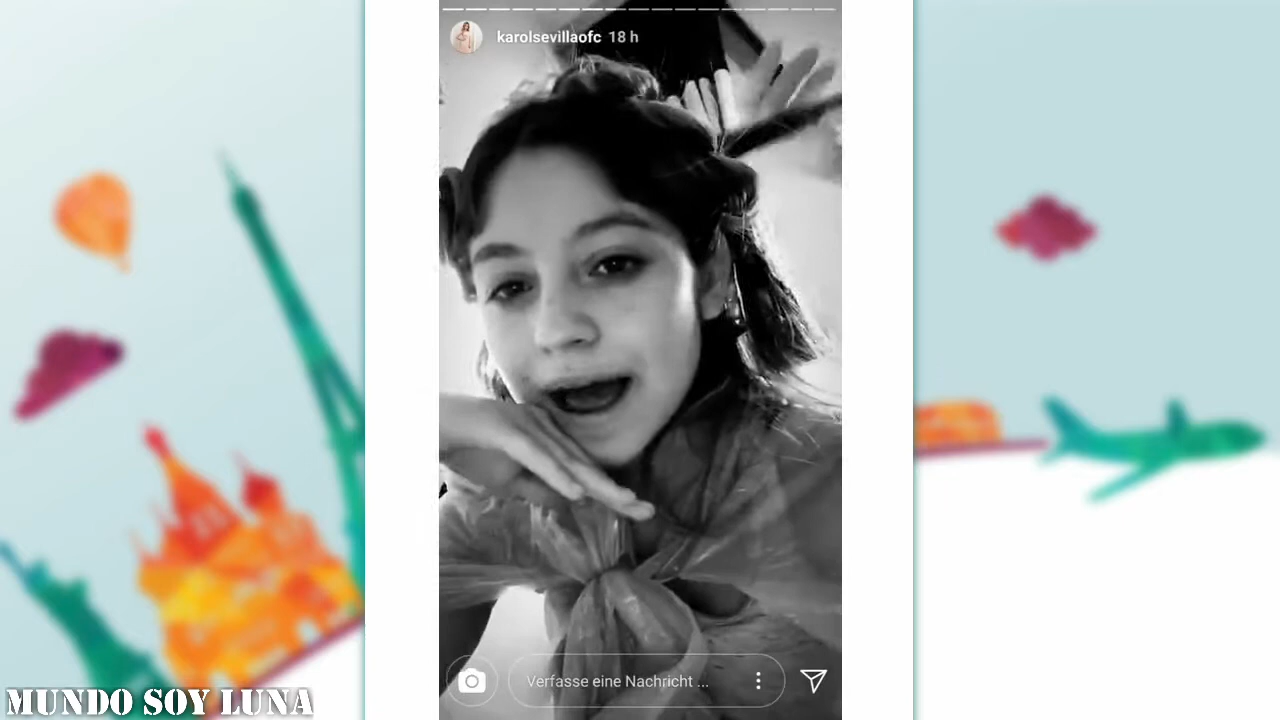 karolsevillaofc 18 h
Verfasse eine Nachricht ...
MUNDO SOY LUNA